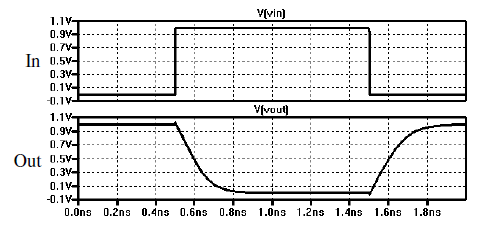 V(vin)
1.1V
0.9V
0.7V
In
0.5V
0.3V
0.1V
-0.1V
V(vout)
1.1V
0.9V
0.7V
Out
0.5V
0.3V
0.1V
-0.1V
0.0ns 0.2ns 0.4ns 0.6ns 0.8ns 1.0ns 1.2ns 1.4ns 1.6ns 1.8ns